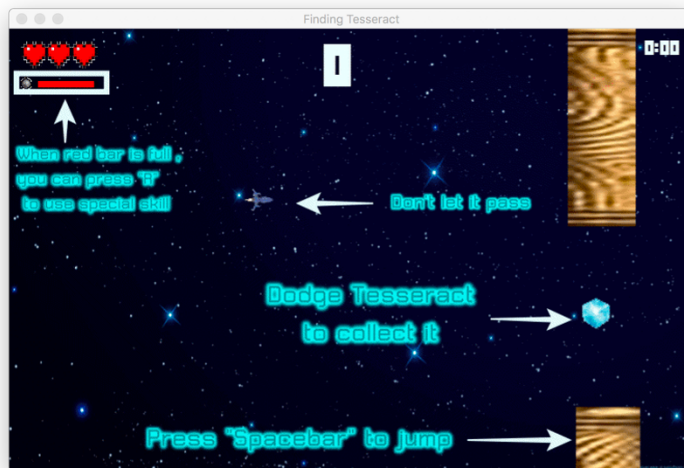 Finding Tesseract
0:00
1
When red bar is full ,
you can press "A"
to use special skill
Don't let it pass
Dodge Tesseract
to collect it
Press "Spacebar" to jump